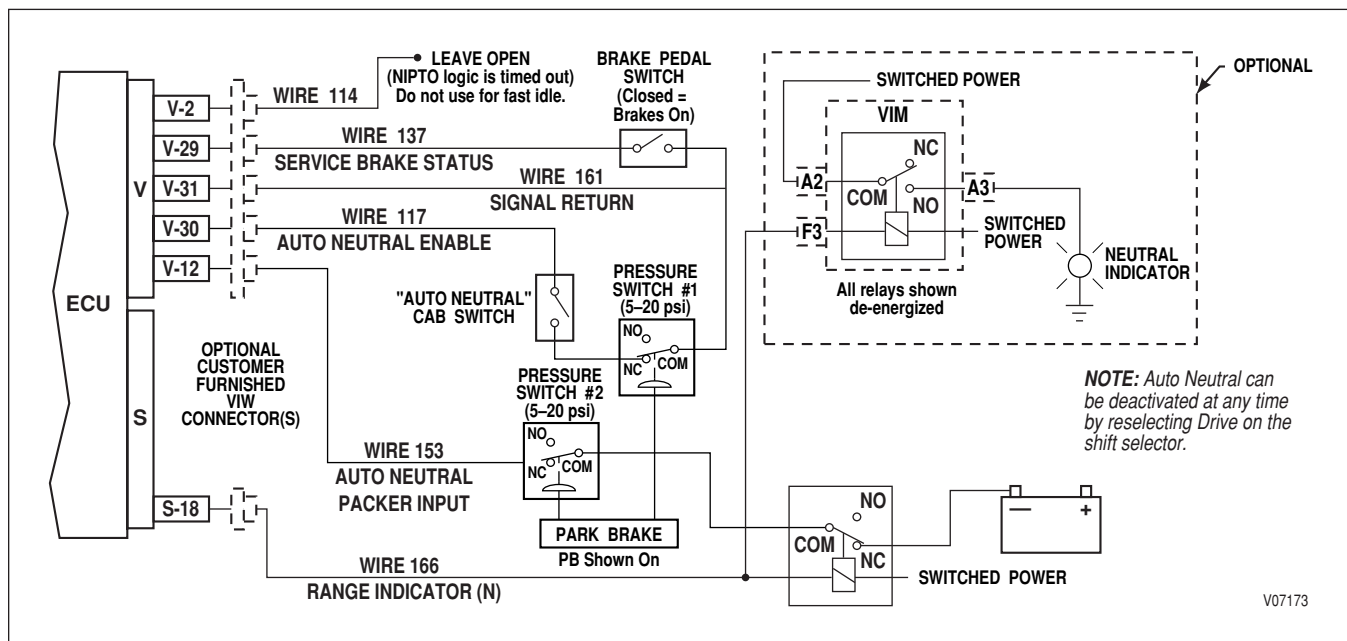 ECU
V
S
V-2
V-29
V-31
V-30
V-12
S-18
WIRE 114
LEAVE OPEN
(NIPTO logic is timed out)
Do not use for fast idle.
BRAKE PEDAL
SWITCH
(Closed =
Brakes On)
WIRE 137
SERVICE BRAKE STATUS
WIRE 161
SIGNAL RETURN
WIRE 117
AUTO NEUTRAL ENABLE
"AUTO NEUTRAL"
CAB SWITCH
PRESSURE
SWITCH #1
(5–20 psi)
NO
NC
COM
OPTIONAL
CUSTOMER
FURNISHED
VIW
CONNECTOR(S)
PRESSURE
SWITCH #2
(5–20 psi)
NO
NC
COM
WIRE 153
AUTO NEUTRAL
PACKER INPUT
PARK BRAKE
PB Shown On
WIRE 166
RANGE INDICATOR (N)
SWITCHED POWER
OPTIONAL
VIM
NC
COM
NO
A2
A3
F3
SWITCHED
POWER
NEUTRAL
INDICATOR
All relays shown
de-energized
NOTE: Auto Neutral can
be deactivated at any time
by reselecting Drive on the
shift selector.
NO
COM
NC
— +
SWITCHED POWER
V07173